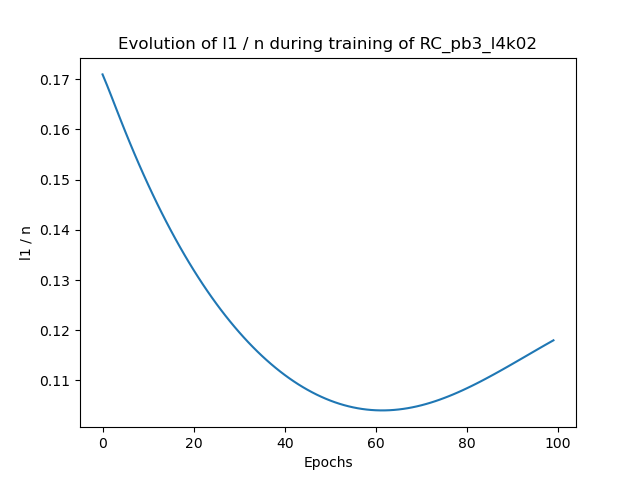 Evolution of l1 / n during training of RC_pb3_l4k02
l1 / n
0.17
0.16
0.15
0.14
0.13
0.12
0.11
0 20 40 60 80 100
Epochs